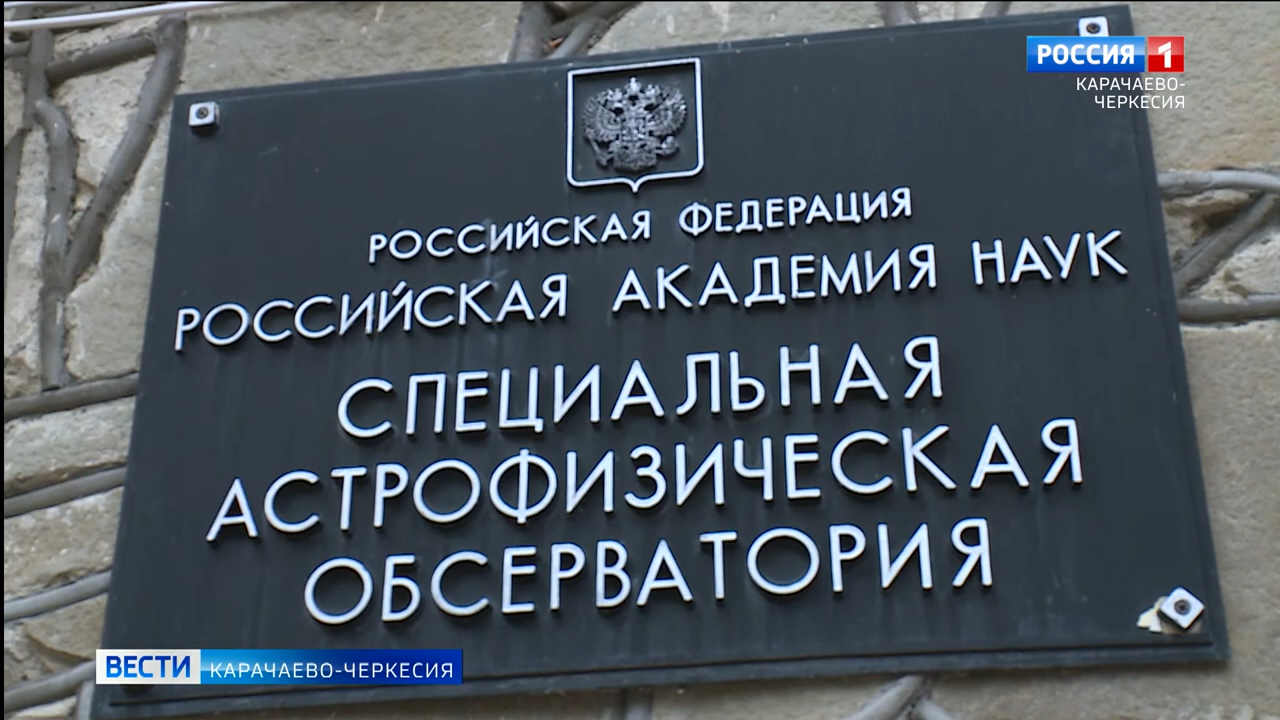 РОССИЯ 1
КАРАЧАЕВО-
ЧЕРКЕСИЯ
РОССИЙСКАЯ ФЕДЕРАЦИЯ
РОССИЙСКАЯ АКАДЕМИЯ НАУК
СПЕЦИАЛЬНАЯ
АСТРОФИЗИЧЕСКАЯ
ОБСЕРВАТОРИЯ
ВЕСТИ КАРАЧАЕВО-ЧЕРКЕСИЯ